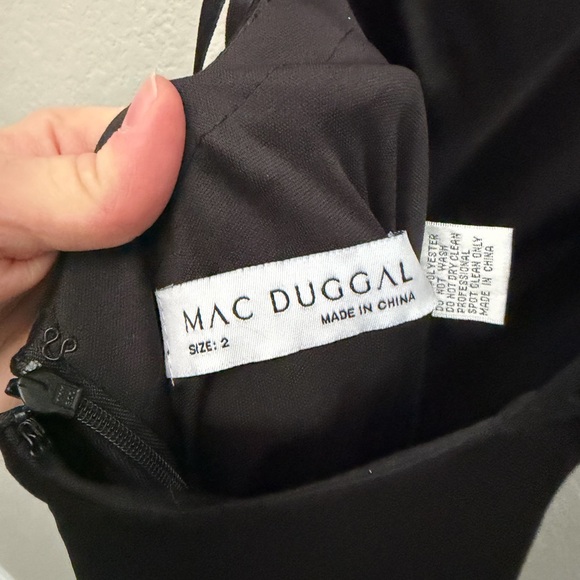 MAC DUGGAL
MADE IN CHINA
SIZE: 2
OLYESTER
DO NOT WASH
DO NOT DRY CLEAN
PROFESSIONAL
SPOT CLEAN ONLY
MADE IN CHINA